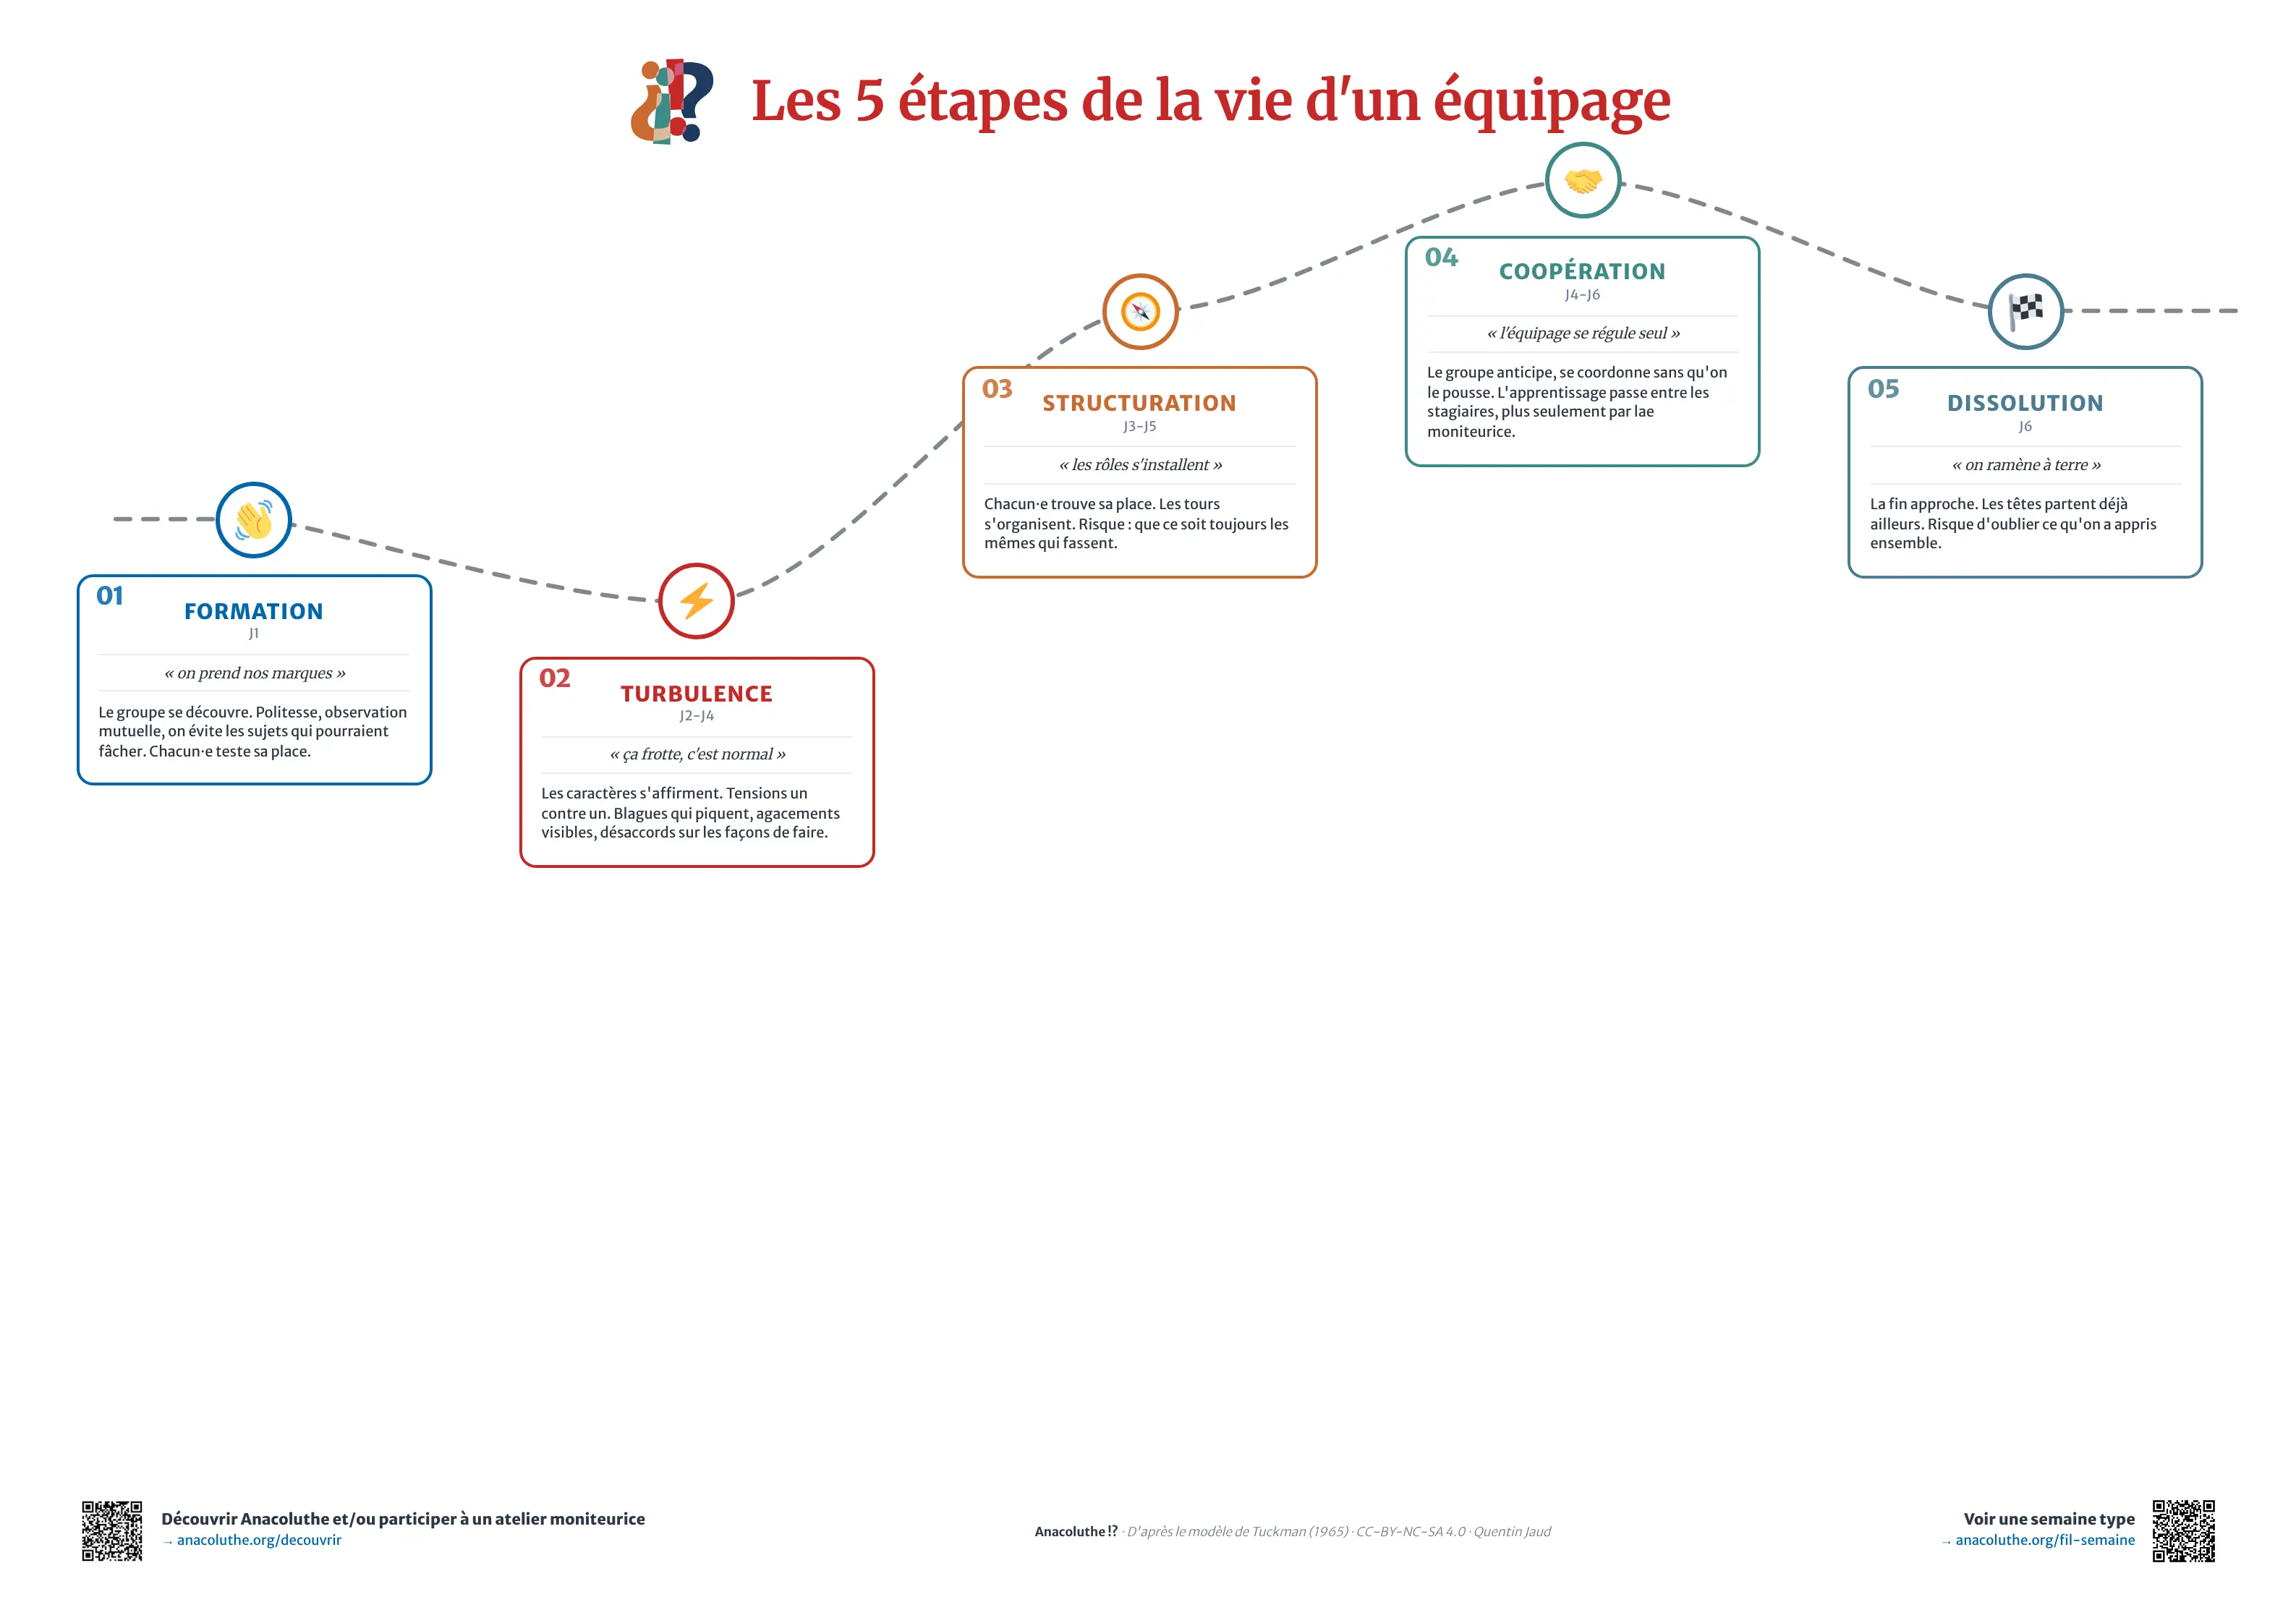 Les 5 étapes de la vie d'un équipage
01
FORMATION
J1
« on prend nos marques »
Le groupe se découvre. Politesse, observation
mutuelle, on évite les sujets qui pourraient
fâcher. Chacun·e teste sa place.
02
TURBULENCE
J2-J4
« ça frotte, c'est normal »
Les caractères s'affirment. Tensions un
contre un. Blagues qui piquent, agacements
visibles, désaccords sur les façons de faire.
03
STRUCTURATION
J3-J5
« les rôles s'installent »
Chacun·e trouve sa place. Les tours
s'organisent. Risque : que ce soit toujours les
mêmes qui fassent.
04
COOPÉRATION
J4-J6
« l'équipage se régule seul »
Le groupe anticipe, se coordonne sans qu'on
le pousse. L'apprentissage passe entre les
stagiaires, plus seulement par lae
moniteurice.
05
DISSOLUTION
J6
« on ramène à terre »
La fin approche. Les têtes partent déjà
ailleurs. Risque d'oublier ce qu'on a appris
ensemble.
Découvrir Anacoluthe et/ou participer à un atelier moniteurice
→ anacoluthe.org/decouvrir
Anacoluthe !? · D'après le modèle de Tuckman (1965) · CC-BY-NC-SA 4.0 · Quentin Jaud
Voir une semaine type
→ anacoluthe.org/fil-semaine